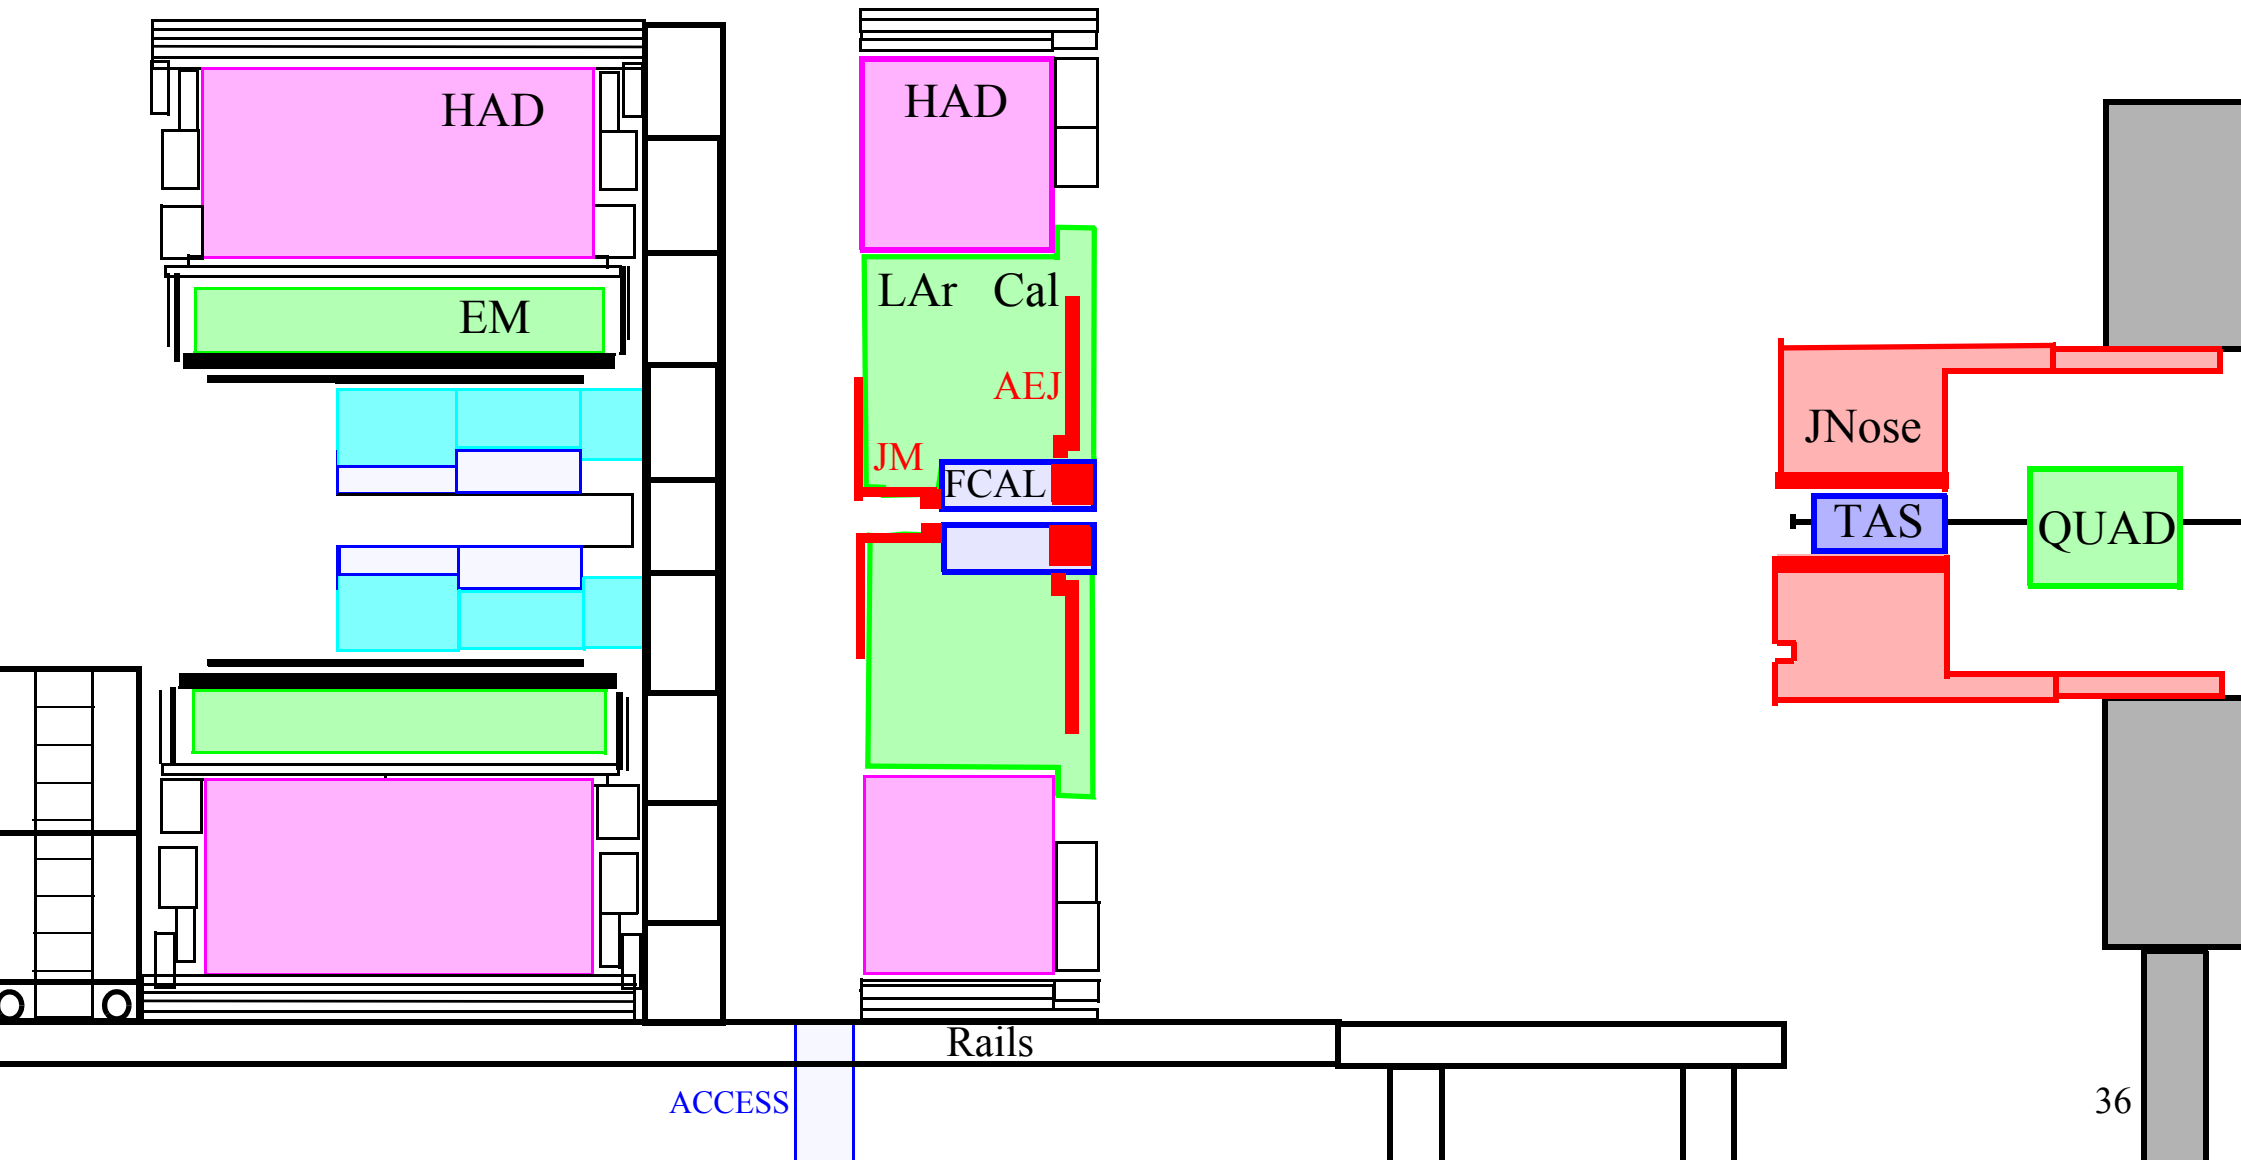 HAD
HAD
EM
LAr Cal
AEJ
JM
FCAL
JNose
TAS
QUAD
Rails
ACCESS
36